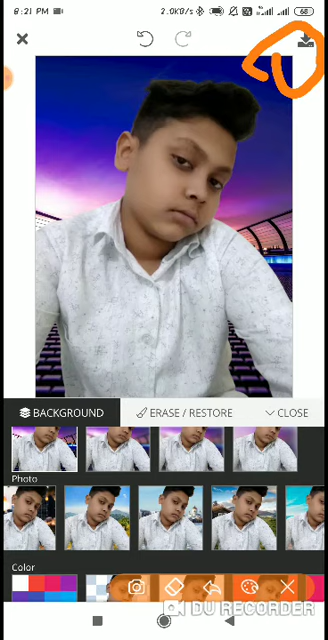 8:21 PM 2.0KB/s 68
BACKGROUND ERASE / RESTORE CLOSE
Photo
Color
DU RECORDER